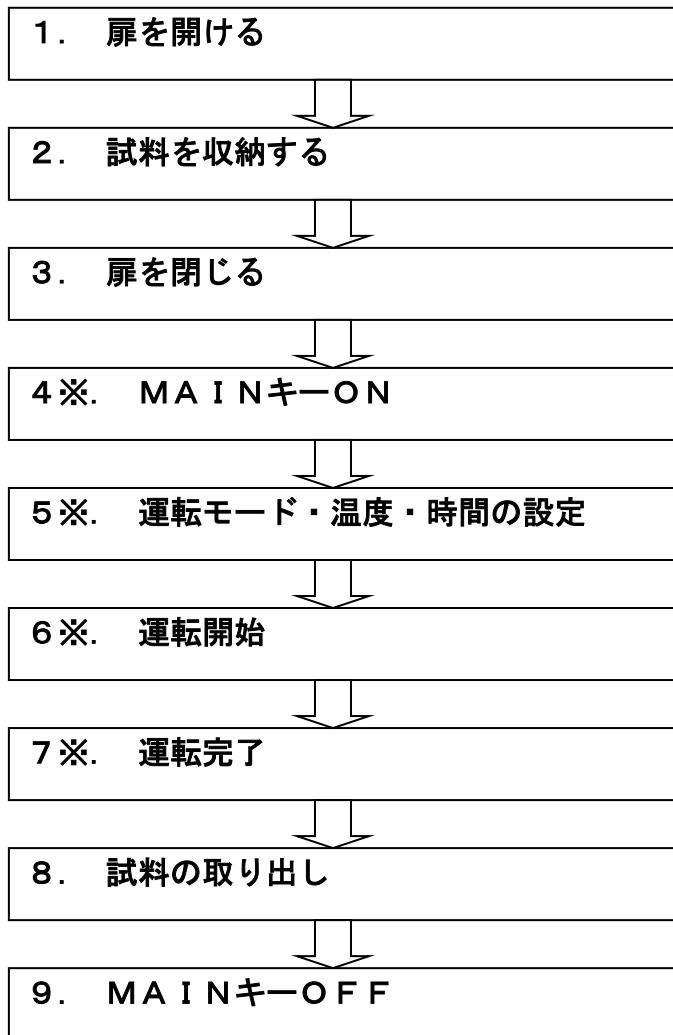 １．　扉を開ける
２．　試料を収納する
３．　扉を閉じる
４※．　ＭＡＩＮキーＯＮ
５※．　運転モード・温度・時間の設定
６※．　運転開始
７※．　運転完了
８．　試料の取り出し
９．　ＭＡＩＮキーＯＦＦ